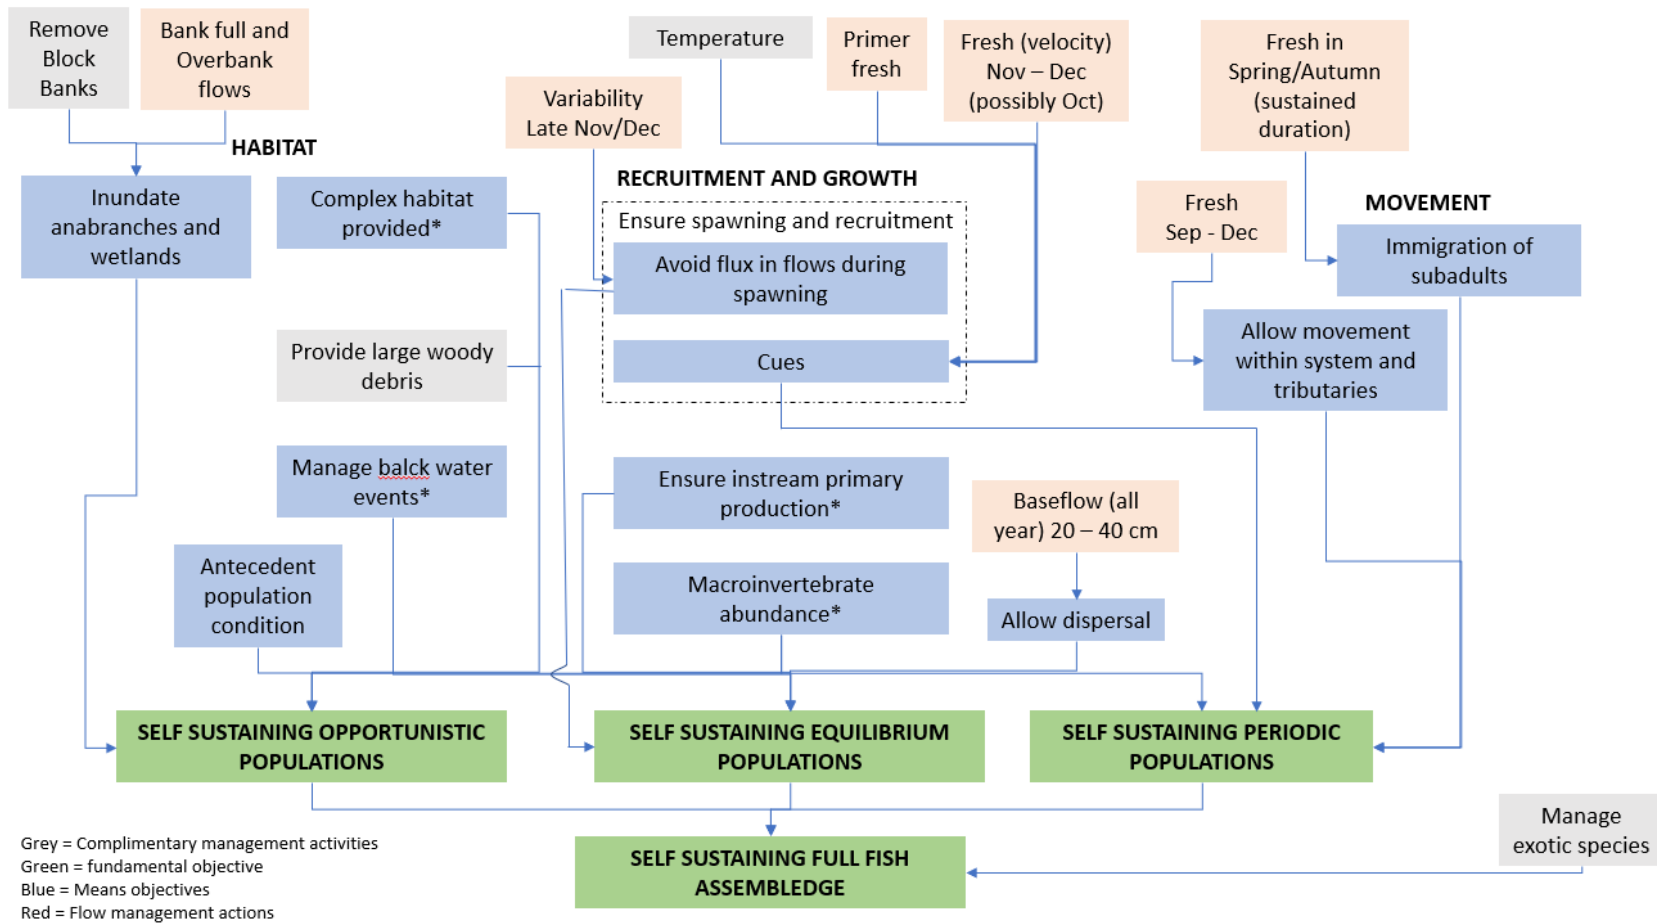 Remove
Block
Banks
Bank full and
Overbank
flows
Temperature
Primer
fresh
Fresh (velocity)
Nov – Dec
(possibly Oct)
Fresh in
Spring/Autumn
(sustained
duration)
Variability
Late Nov/Dec
HABITAT
RECRUITMENT AND GROWTH
MOVEMENT
Inundate
anabranches and
wetlands
Complex habitat
provided*
Ensure spawning and recruitment
Avoid flux in flows during
spawning
Fresh
Sep - Dec
Immigration of
subadults
Provide large woody
debris
Cues
Allow movement
within system and
tributaries
Manage balck water
events*
Ensure instream primary
production*
Baseflow (all
year) 20 – 40 cm
Antecedent
population
condition
Macroinvertebrate
abundance*
Allow dispersal
SELF SUSTAINING OPPORTUNISTIC
POPULATIONS
SELF SUSTAINING EQUILIBRIUM
POPULATIONS
SELF SUSTAINING PERIODIC
POPULATIONS
Manage
exotic species
SELF SUSTAINING FULL FISH
ASSEMBLEDGE
Grey = Complimentary management activities
Green = fundamental objective
Blue = Means objectives
Red = Flow management actions